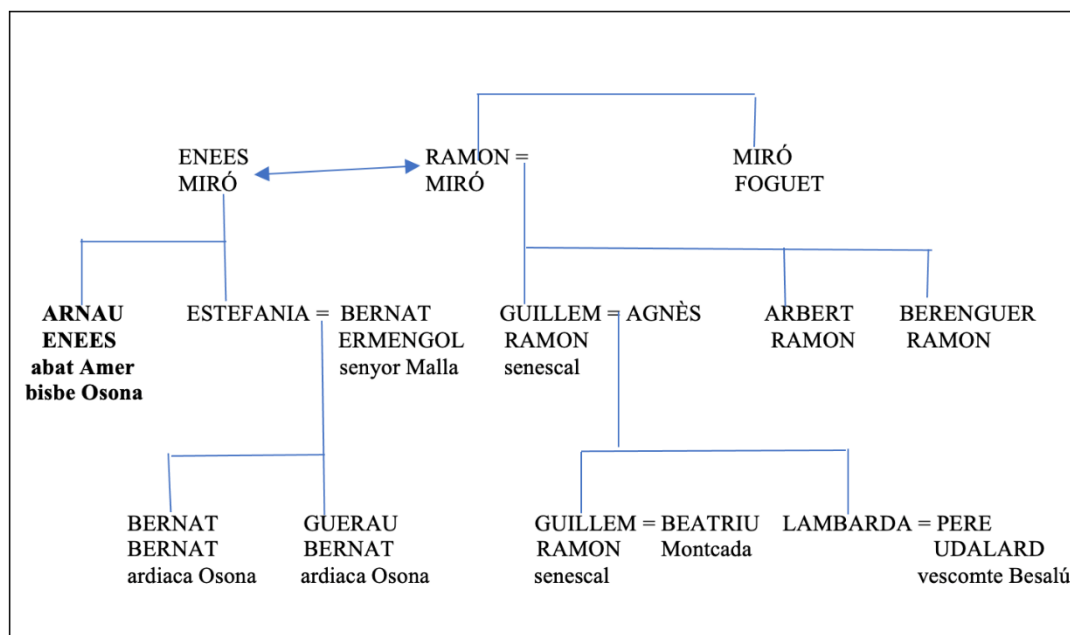 ENEES RAMON = MIRÓ
MIRÓ MIRÓ FOGUET
ARNAU ESTEFANIA = BERNAT GUILLEM = AGNÈS ARBERT BERENGUER
ENEES ERMENGOL RAMON RAMON RAMON
abat Amer senyor Malla senescal
bisbe Osona
BERNAT GUERAU GUILLEM = BEATRIU LAMBARDA = PERE
BERNAT BERNAT RAMON Montcada UDALARD
ardiaca Osona ardiaca Osona senescal vescomte Besalú